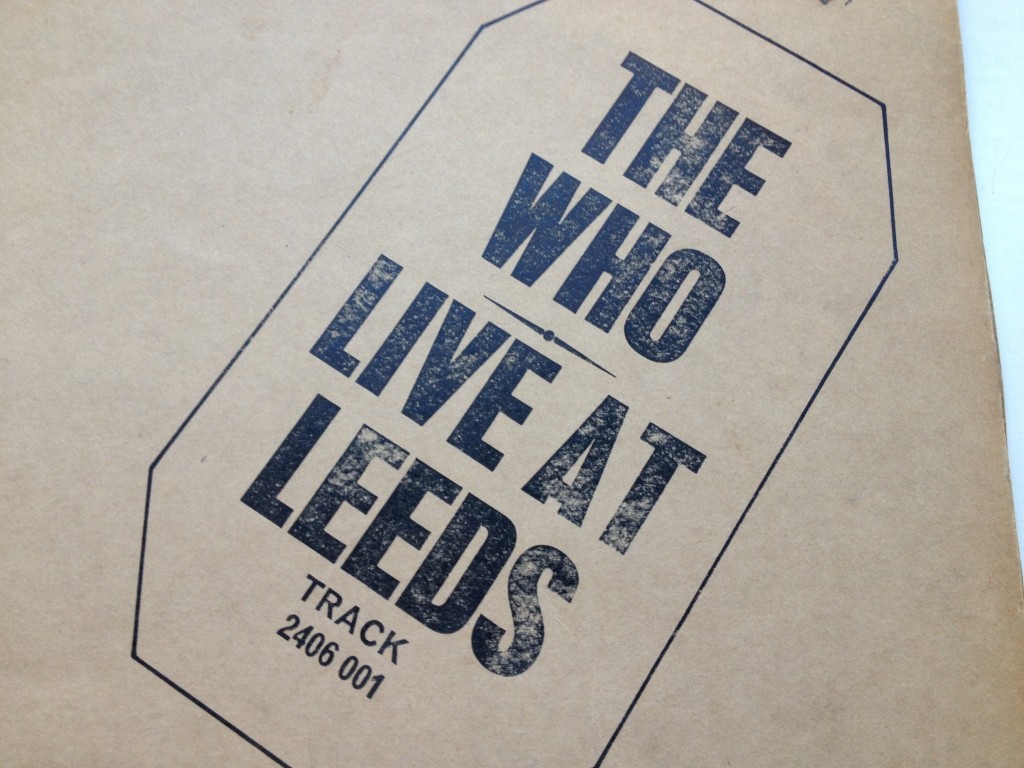 THE
WHO
LIVE AT
LEEDS
TRACK
2406 001